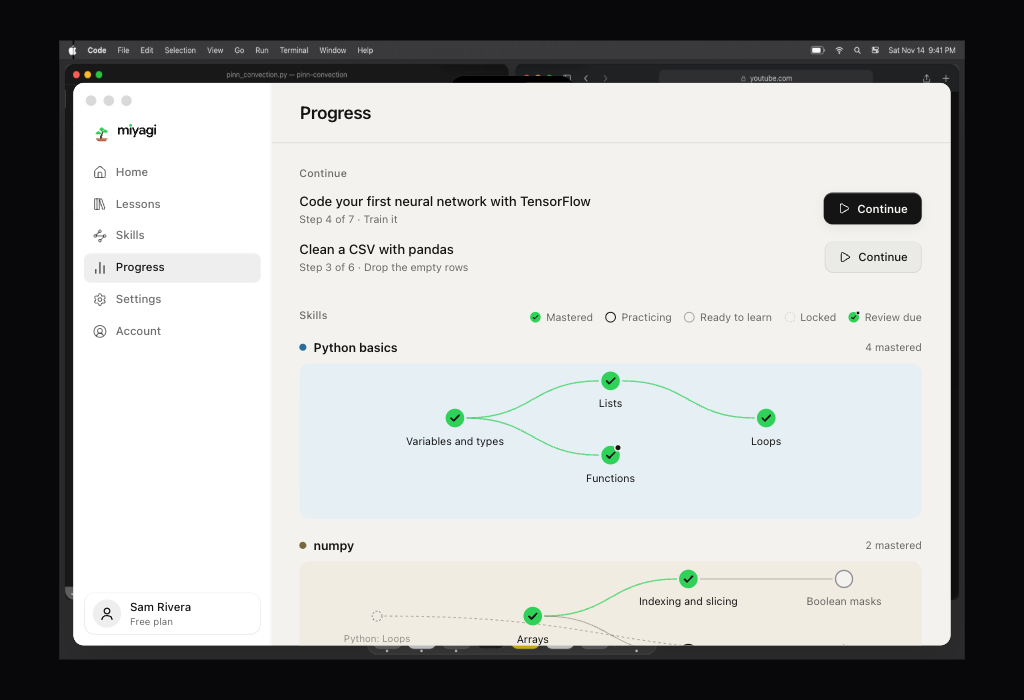 Code File Edit Selection View Go Run Terminal Window Help
Sat Nov 14 9:41 PM
pinn_convection.py — pinn-convection
youtube.com
miyagi
Home
Lessons
Skills
Progress
Settings
Account
Sam Rivera
Free plan
Progress
Continue
Code your first neural network with TensorFlow
Step 4 of 7 · Train it
Continue
Clean a CSV with pandas
Step 3 of 6 · Drop the empty rows
Continue
Skills
Mastered Practicing Ready to learn Locked Review due
Python basics
4 mastered
Lists
Variables and types
Loops
Functions
numpy
2 mastered
Indexing and slicing
Boolean masks
Python: Loops
Arrays